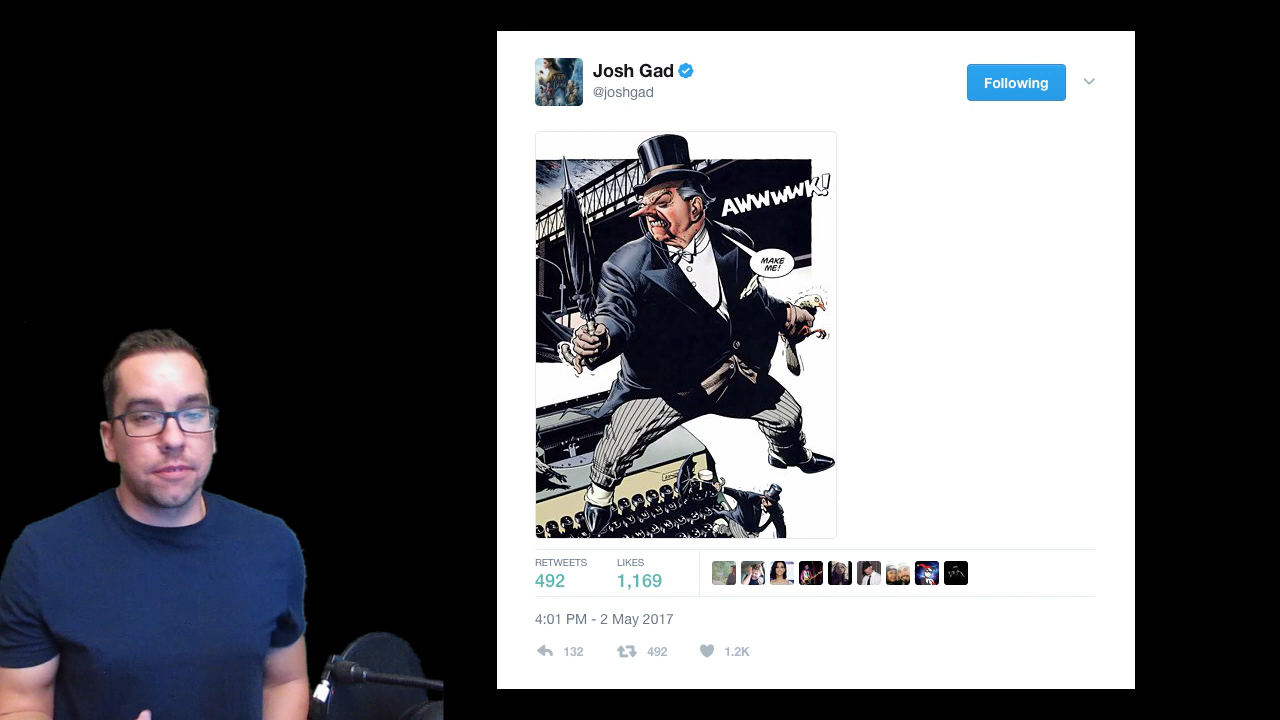 Josh Gad
@joshgad
Following
AWWWWK!
MAKE
ME!
RETWEETS
LIKES
492
1,169
4:01 PM - 2 May 2017
132
492
1.2K